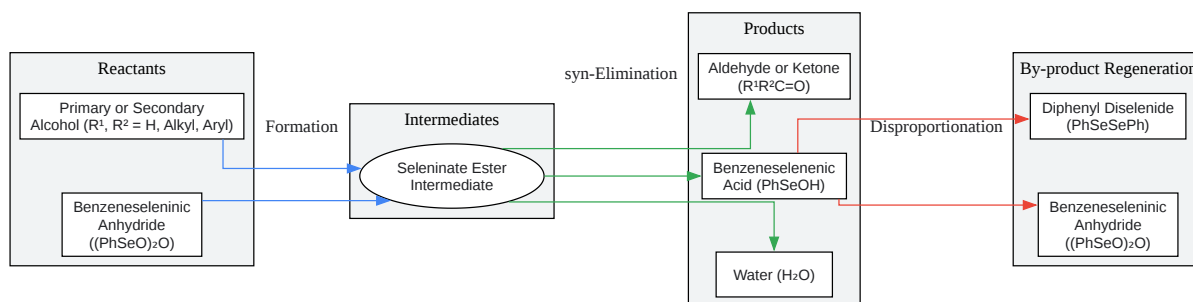 Reactants
Primary or Secondary
Alcohol (R¹, R² = H, Alkyl, Aryl)
Benzeneseleninic
Anhydride
((PhSeO)₂O)
Formation
Intermediates
Seleninate Ester
Intermediate
syn-Elimination
Products
Aldehyde or Ketone
(R¹R²C=O)
Benzeneselenenic
Acid (PhSeOH)
Water (H₂O)
Disproportionation
By-product Regeneration
Diphenyl Diselenide
(PhSeSePh)
Benzeneseleninic
Anhydride
((PhSeO)₂O)